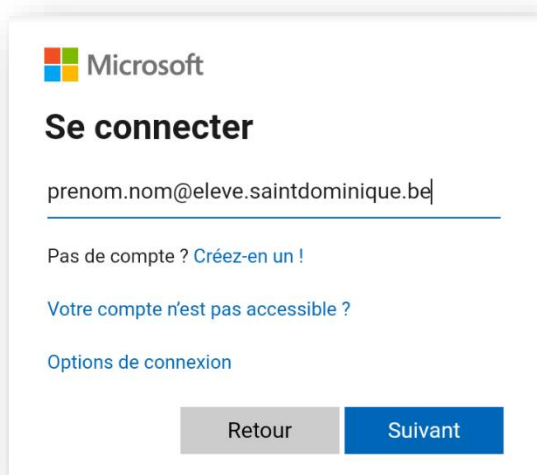 Microsoft
Se connecter
prenom.nom@eleve.saintdominique.be
Pas de compte ? Créez-en un !
Votre compte n’est pas accessible ?
Options de connexion
Retour
Suivant